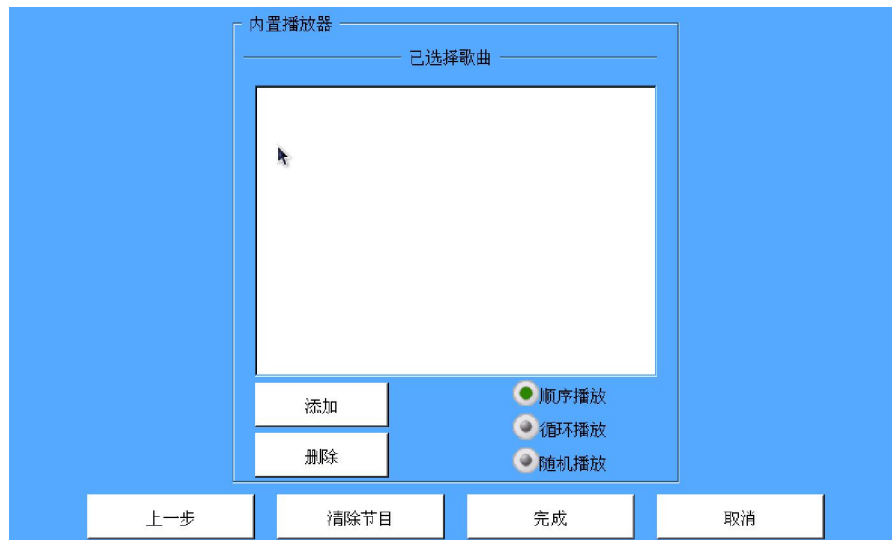 内置播放器
已选择歌曲
添加
顺序播放
循环播放
删除
随机播放
上一步
清除节目
完成
取消